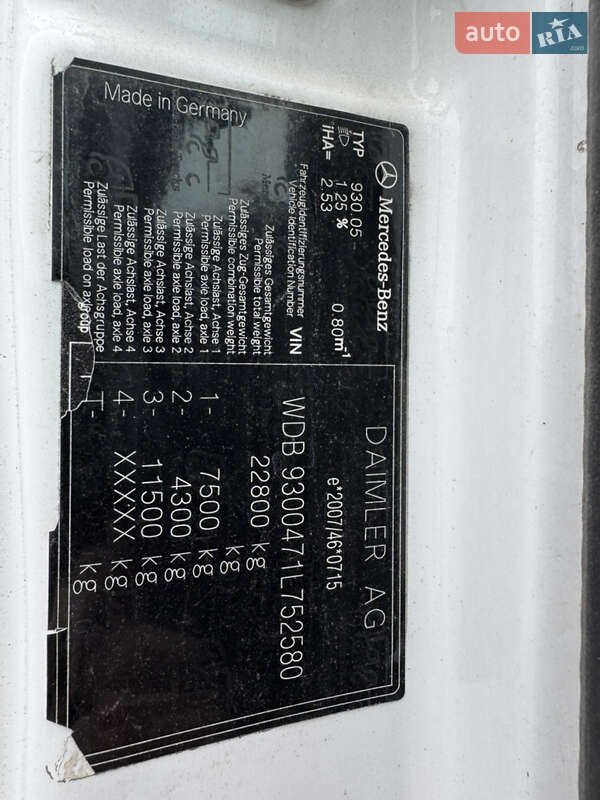 auto RIA .com
Mercedes-Benz
DAIMLER AG
TYP 930.05
1.25 % 0.80m-1
IHA= 2,53
e*2007/46*0715
Fahrzeugidentifizierungsnummer
Vehicle Identification Number VIN WDB 9300471L752580
Zulässiges Gesamtgewicht
Permissible total weight 22800 kg
Zulässiges Zug-Gesamtgewicht
Permissible combination weight kg
Zulässige Achslast, Achse 1
Permissible axle load, axle 1 1- 7500 kg
Zulässige Achslast, Achse 2
Permissible axle load, axle 2 2- 4300 kg
Zulässige Achslast, Achse 3
Permissible axle load, axle 3 3- 11500 kg
Zulässige Achslast, Achse 4
Permissible axle load, axle 4 4- XXXXX kg
Zulässige Last der Achsgruppe
Permissible load on axlgroup T- kg
Made in Germany